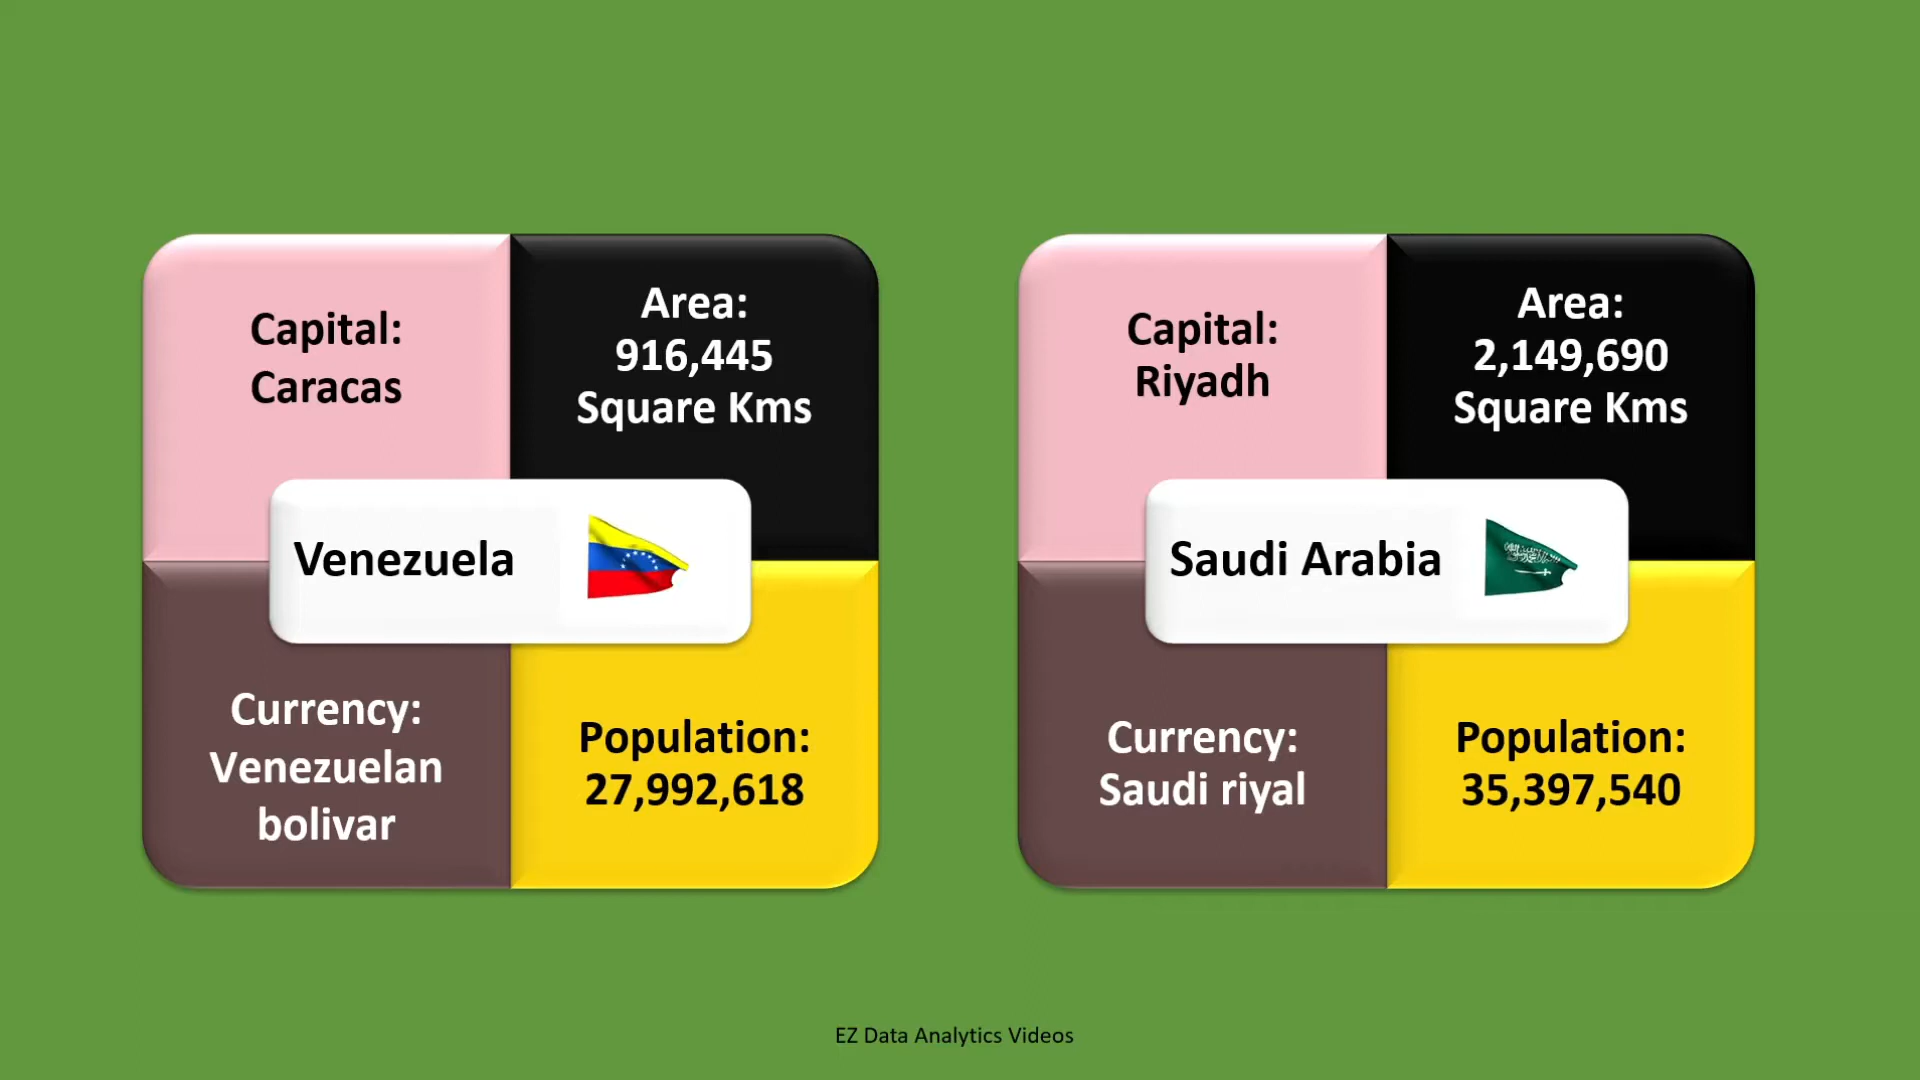 Capital:
Caracas
Area:
916,445
Square Kms
Venezuela
Currency:
Venezuelan
bolivar
Population:
27,992,618
Capital:
Riyadh
Area:
2,149,690
Square Kms
Saudi Arabia
Currency:
Saudi riyal
Population:
35,397,540
EZ Data Analytics Videos